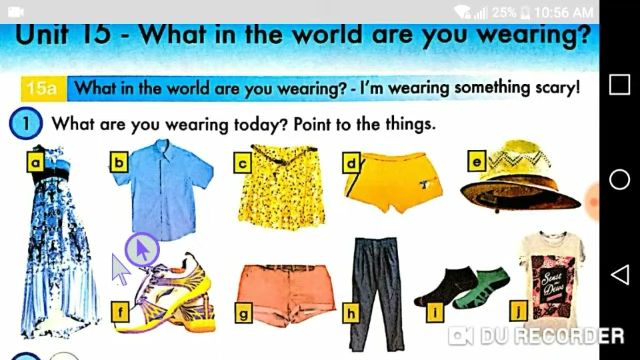 25% 10:56 AM
Unit 15 - What in the world are you wearing?
15a What in the world are you wearing? - I'm wearing something scary!
1 What are you wearing today? Point to the things.
a b c d e
f g h i j
DU RECORDER